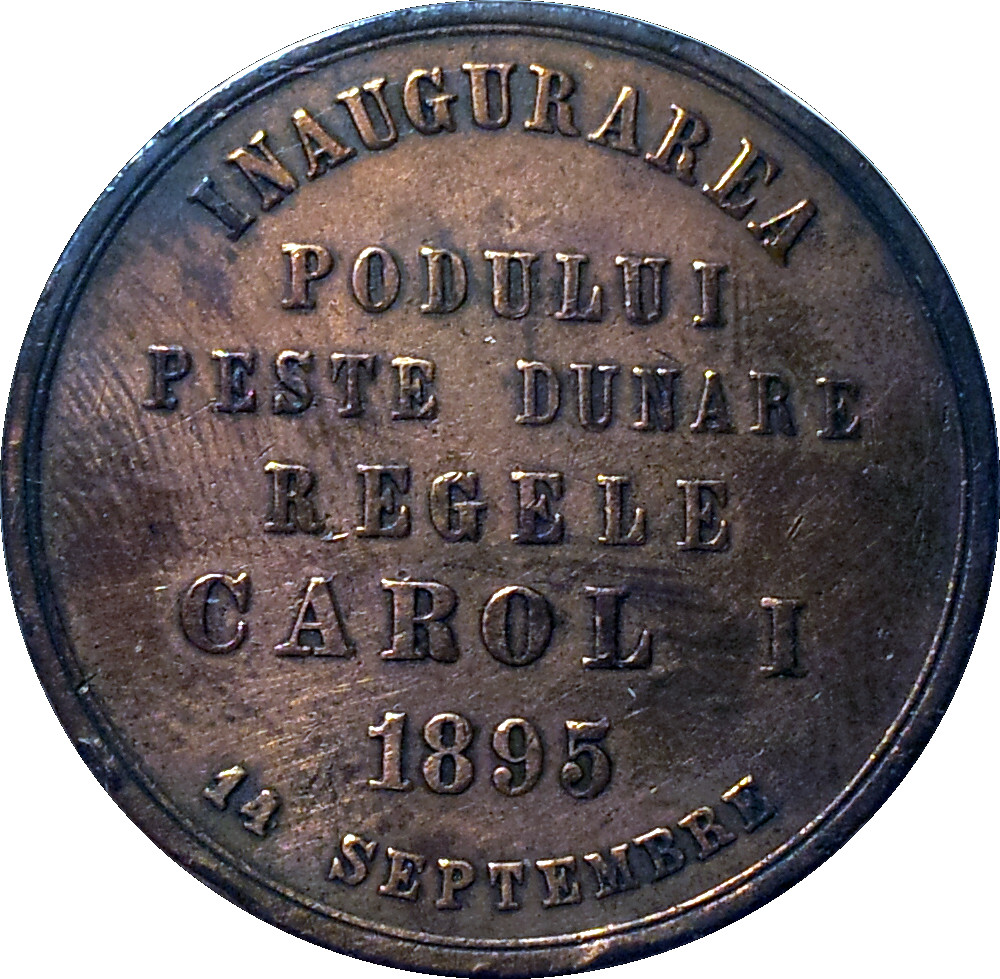 INAUGURAREA
PODULUI
PESTE DUNARE
REGELE
CAROL I
1895
14 SEPTEMBRE